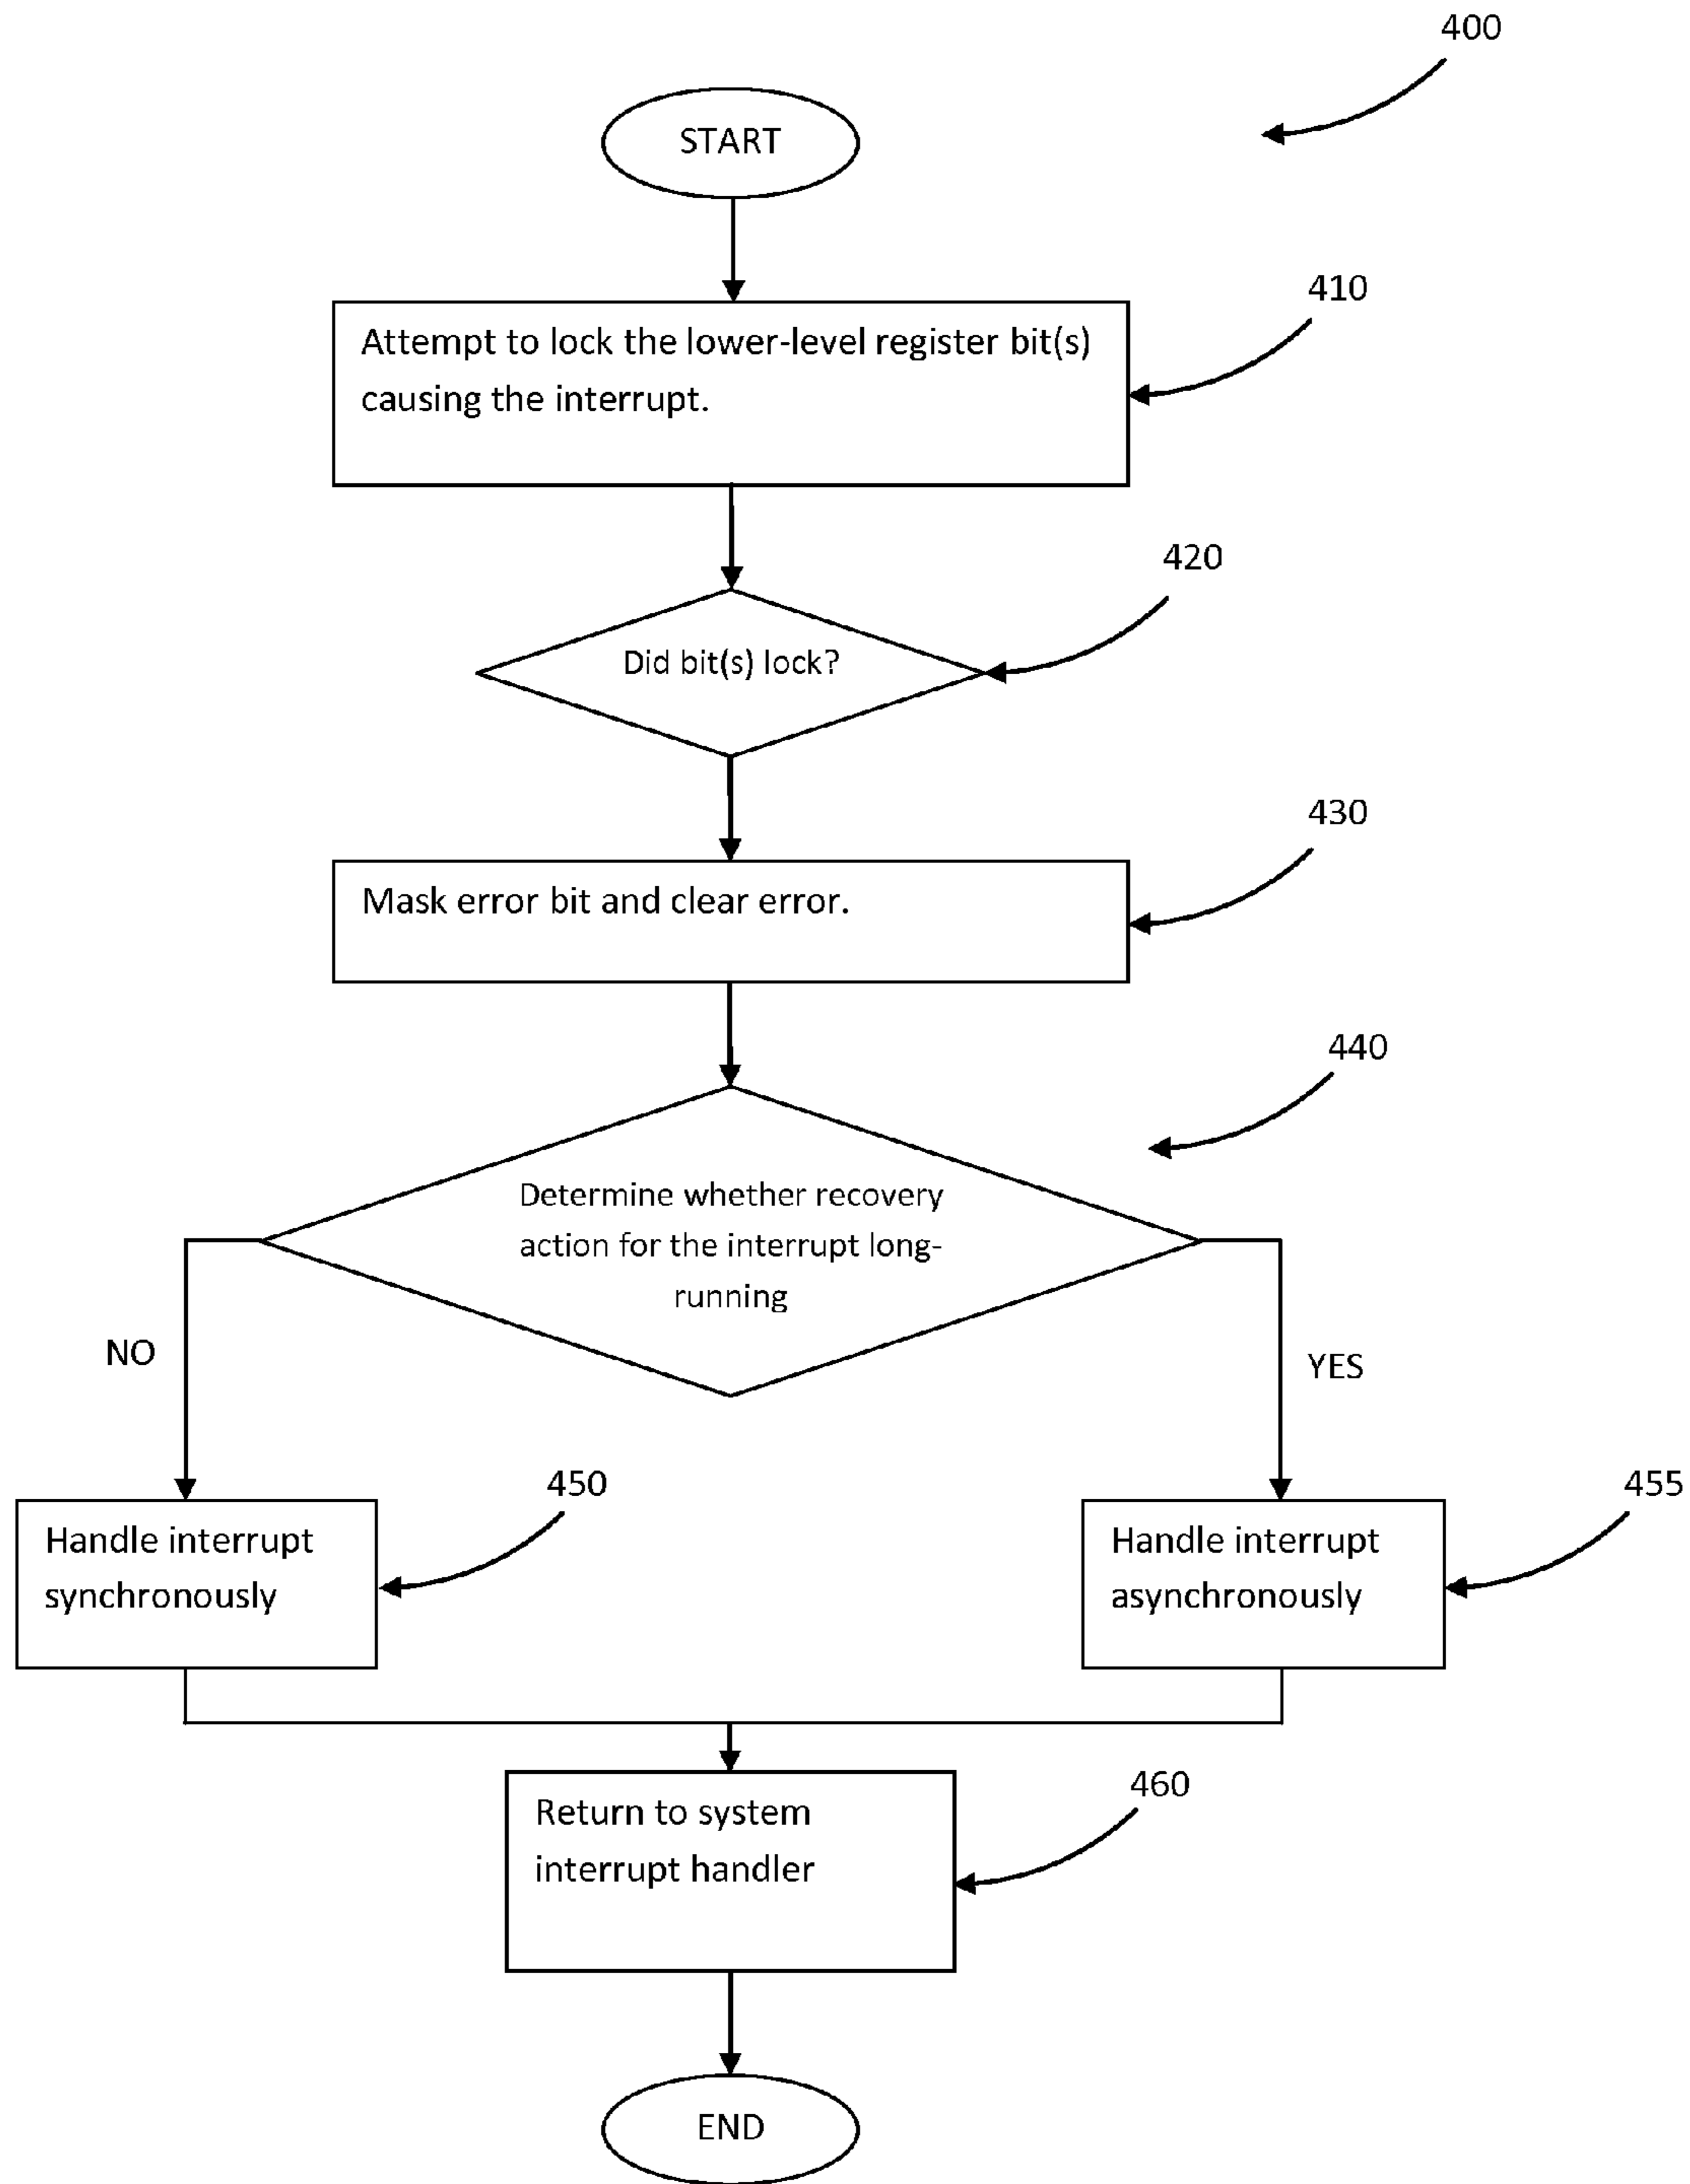 400
START
410
Attempt to lock the lower-level register bit(s)
causing the interrupt.
420
Did bit(s) lock?
430
Mask error bit and clear error.
440
Determine whether recovery
action for the interrupt long-
running
NO
YES
450
455
Handle interrupt
synchronously
Handle interrupt
asynchronously
460
Return to system
interrupt handler
END